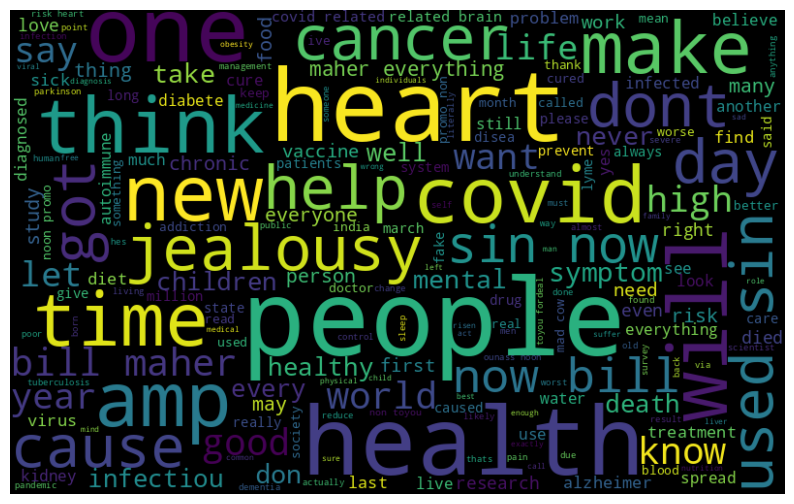 one
cancer
make
heart
think
dont
people
health
covid
new
help
jealousy
time
sin now
day
high
got
will
used sin
amp
cause
now bill
bill maher
know
world
good
year
infectiou
want
well
life
say
take
let
children
healthy
mental
symptom
death
every
don
love
point
thing
sick
cure
keep
long
food
covid related
related brain
risk heart
infection
obesity
viral
diagnosis
management
parkinson
live
maher everything
problem
work
mean
believe
thank
anything
individuals
someone
medicine
literally
promo non
cured
month
called
infected
many
another
please
still
diabete
diagnosed
human
free
much
chronic
vaccine
patients
disea
never
prevent
worse
find
said
sad
severe
yes
lyme
always
understand
must
way
family
almost
better
system
wrong
self
something
autoimmune
study
noon promo
hes
addiction
everyone
public
india
march
fake
man
right
person
diet
give
million
doctor
left
change
see
look
role
need
risk
even
everything
care
died
drug
found
mad cow
toyou fordeal
done
suffer
real
men
sleep
risen
act
living
state
read
medical
used
born
poor
control
first
ounass noon
old
survey
back
via
scientist
worst
caused
water
tuberculosis
physical
child
best
non toyou
reduce
virus
may
really
society
use
treatment
due
result
liver
enough
likely
thats
exactly
call
pain
blood
nutrition
spread
alzheimer
research
live
last
actually
dementia
sure
common
mind
kidney
pandemic